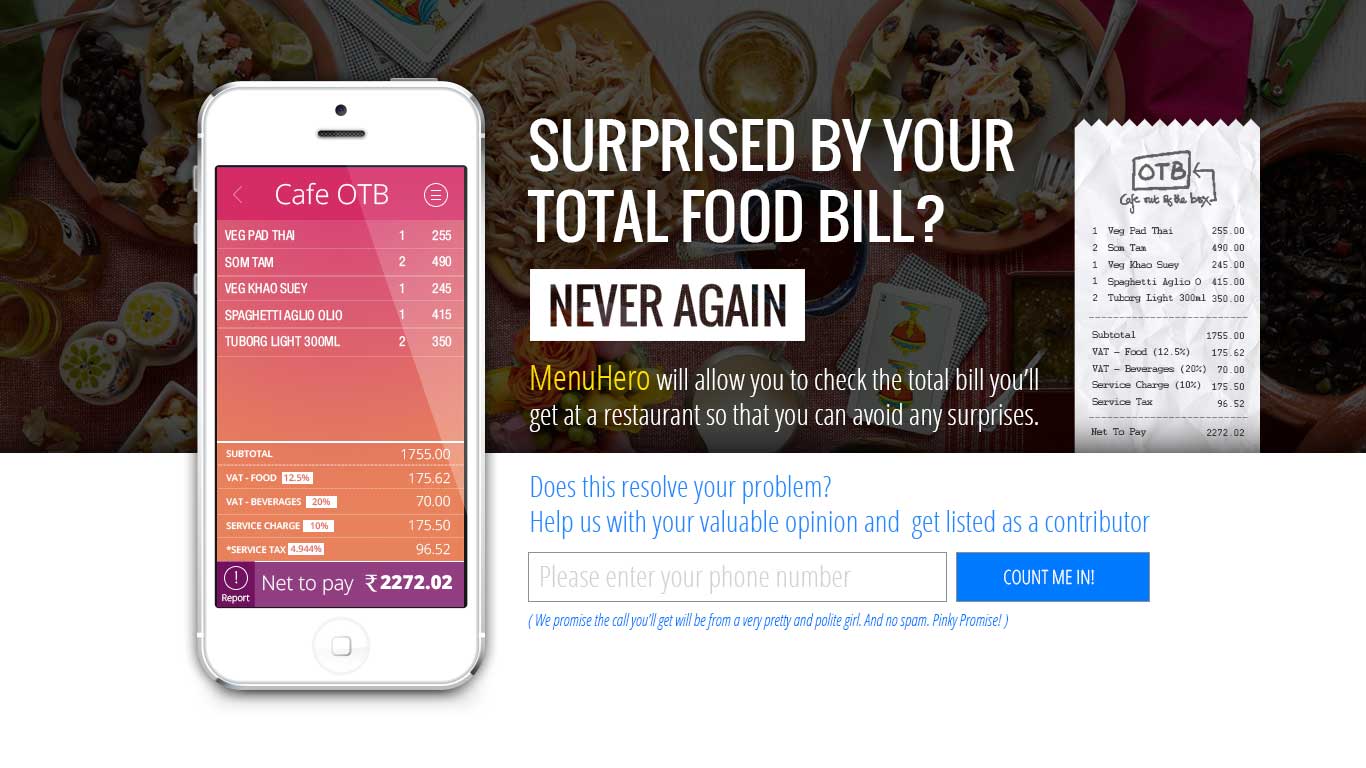 Cafe OTB
VEG PAD THAI 1 255
SOM TAM 2 490
VEG KHAO SUEY 1 245
SPAGHETTI AGLIO OLIO 1 415
TUBORG LIGHT 300ML 2 350
SUBTOTAL 1755.00
VAT - FOOD 12.5% 175.62
VAT - BEVERAGES 20% 70.00
SERVICE CHARGE 10% 175.50
*SERVICE TAX 4.944% 96.52
! Report Net to pay ₹ 2272.02
SURPRISED BY YOUR
TOTAL FOOD BILL?
NEVER AGAIN
MenuHero will allow you to check the total bill you'll
get at a restaurant so that you can avoid any surprises.
OTB
Cafe out of the box
1 Veg Pad Thai 255.00
2 Som Tam 490.00
1 Veg Khao Suey 245.00
1 Spaghetti Aglio O 415.00
2 Tuborg Light 300ml 350.00
Subtotal 1755.00
VAT - Food (12.5%) 175.62
VAT - Beverages (20%) 70.00
Service Charge (10%) 175.50
Service Tax 96.52
Net To Pay 2272.02
Does this resolve your problem?
Help us with your valuable opinion and get listed as a contributor
Please enter your phone number
COUNT ME IN!
( We promise the call you'll get will be from a very pretty and polite girl. And no spam. Pinky Promise! )